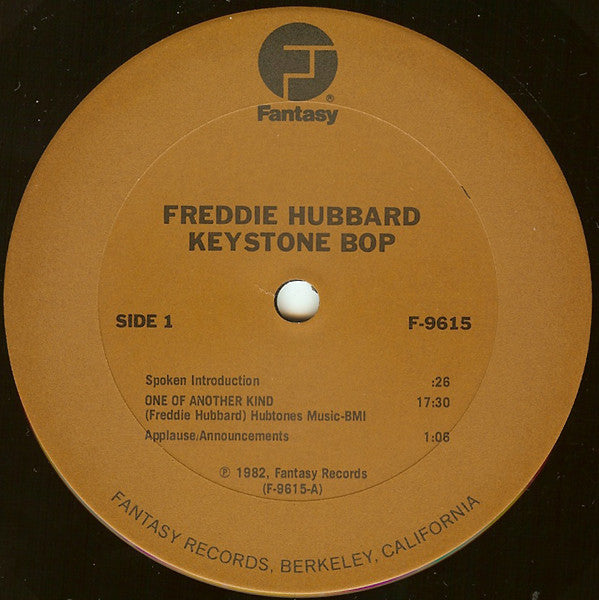 F
®
Fantasy
FREDDIE HUBBARD
KEYSTONE BOP
SIDE 1 F-9615
Spoken Introduction :26
ONE OF ANOTHER KIND 17:30
(Freddie Hubbard) Hubtones Music-BMI
Applause/Announcements 1:06
℗ 1982, Fantasy Records
(F-9615-A)
FANTASY RECORDS, BERKELEY, CALIFORNIA